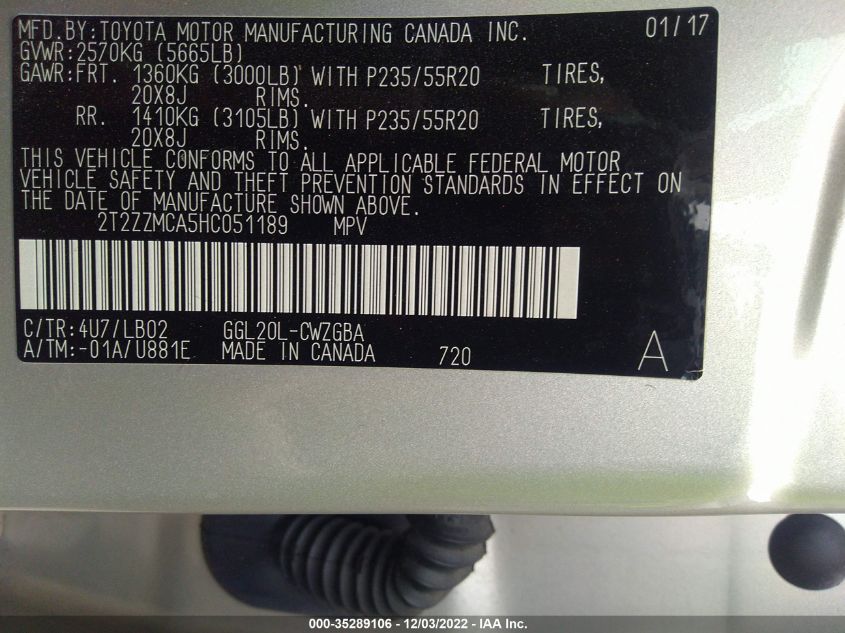 MFD.BY:TOYOTA MOTOR MANUFACTURING CANADA INC. 01/17
GVWR:2570KG (5665LB)
GAWR:FRT. 1360KG (3000LB) WITH P235/55R20 TIRES,
20X8J RIMS.
RR. 1410KG (3105LB) WITH P235/55R20 TIRES,
20X8J RIMS.
THIS VEHICLE CONFORMS TO ALL APPLICABLE FEDERAL MOTOR
VEHICLE SAFETY AND THEFT PREVENTION STANDARDS IN EFFECT ON
THE DATE OF MANUFACTURE SHOWN ABOVE.
2T2ZZMCA5HC051189 MPV
C/TR:4U7/LB02 GGL20L-CWZGBA
A/TM:-01A/U881E MADE IN CANADA 720 A
000-35289106 - 12/03/2022 - IAA Inc.